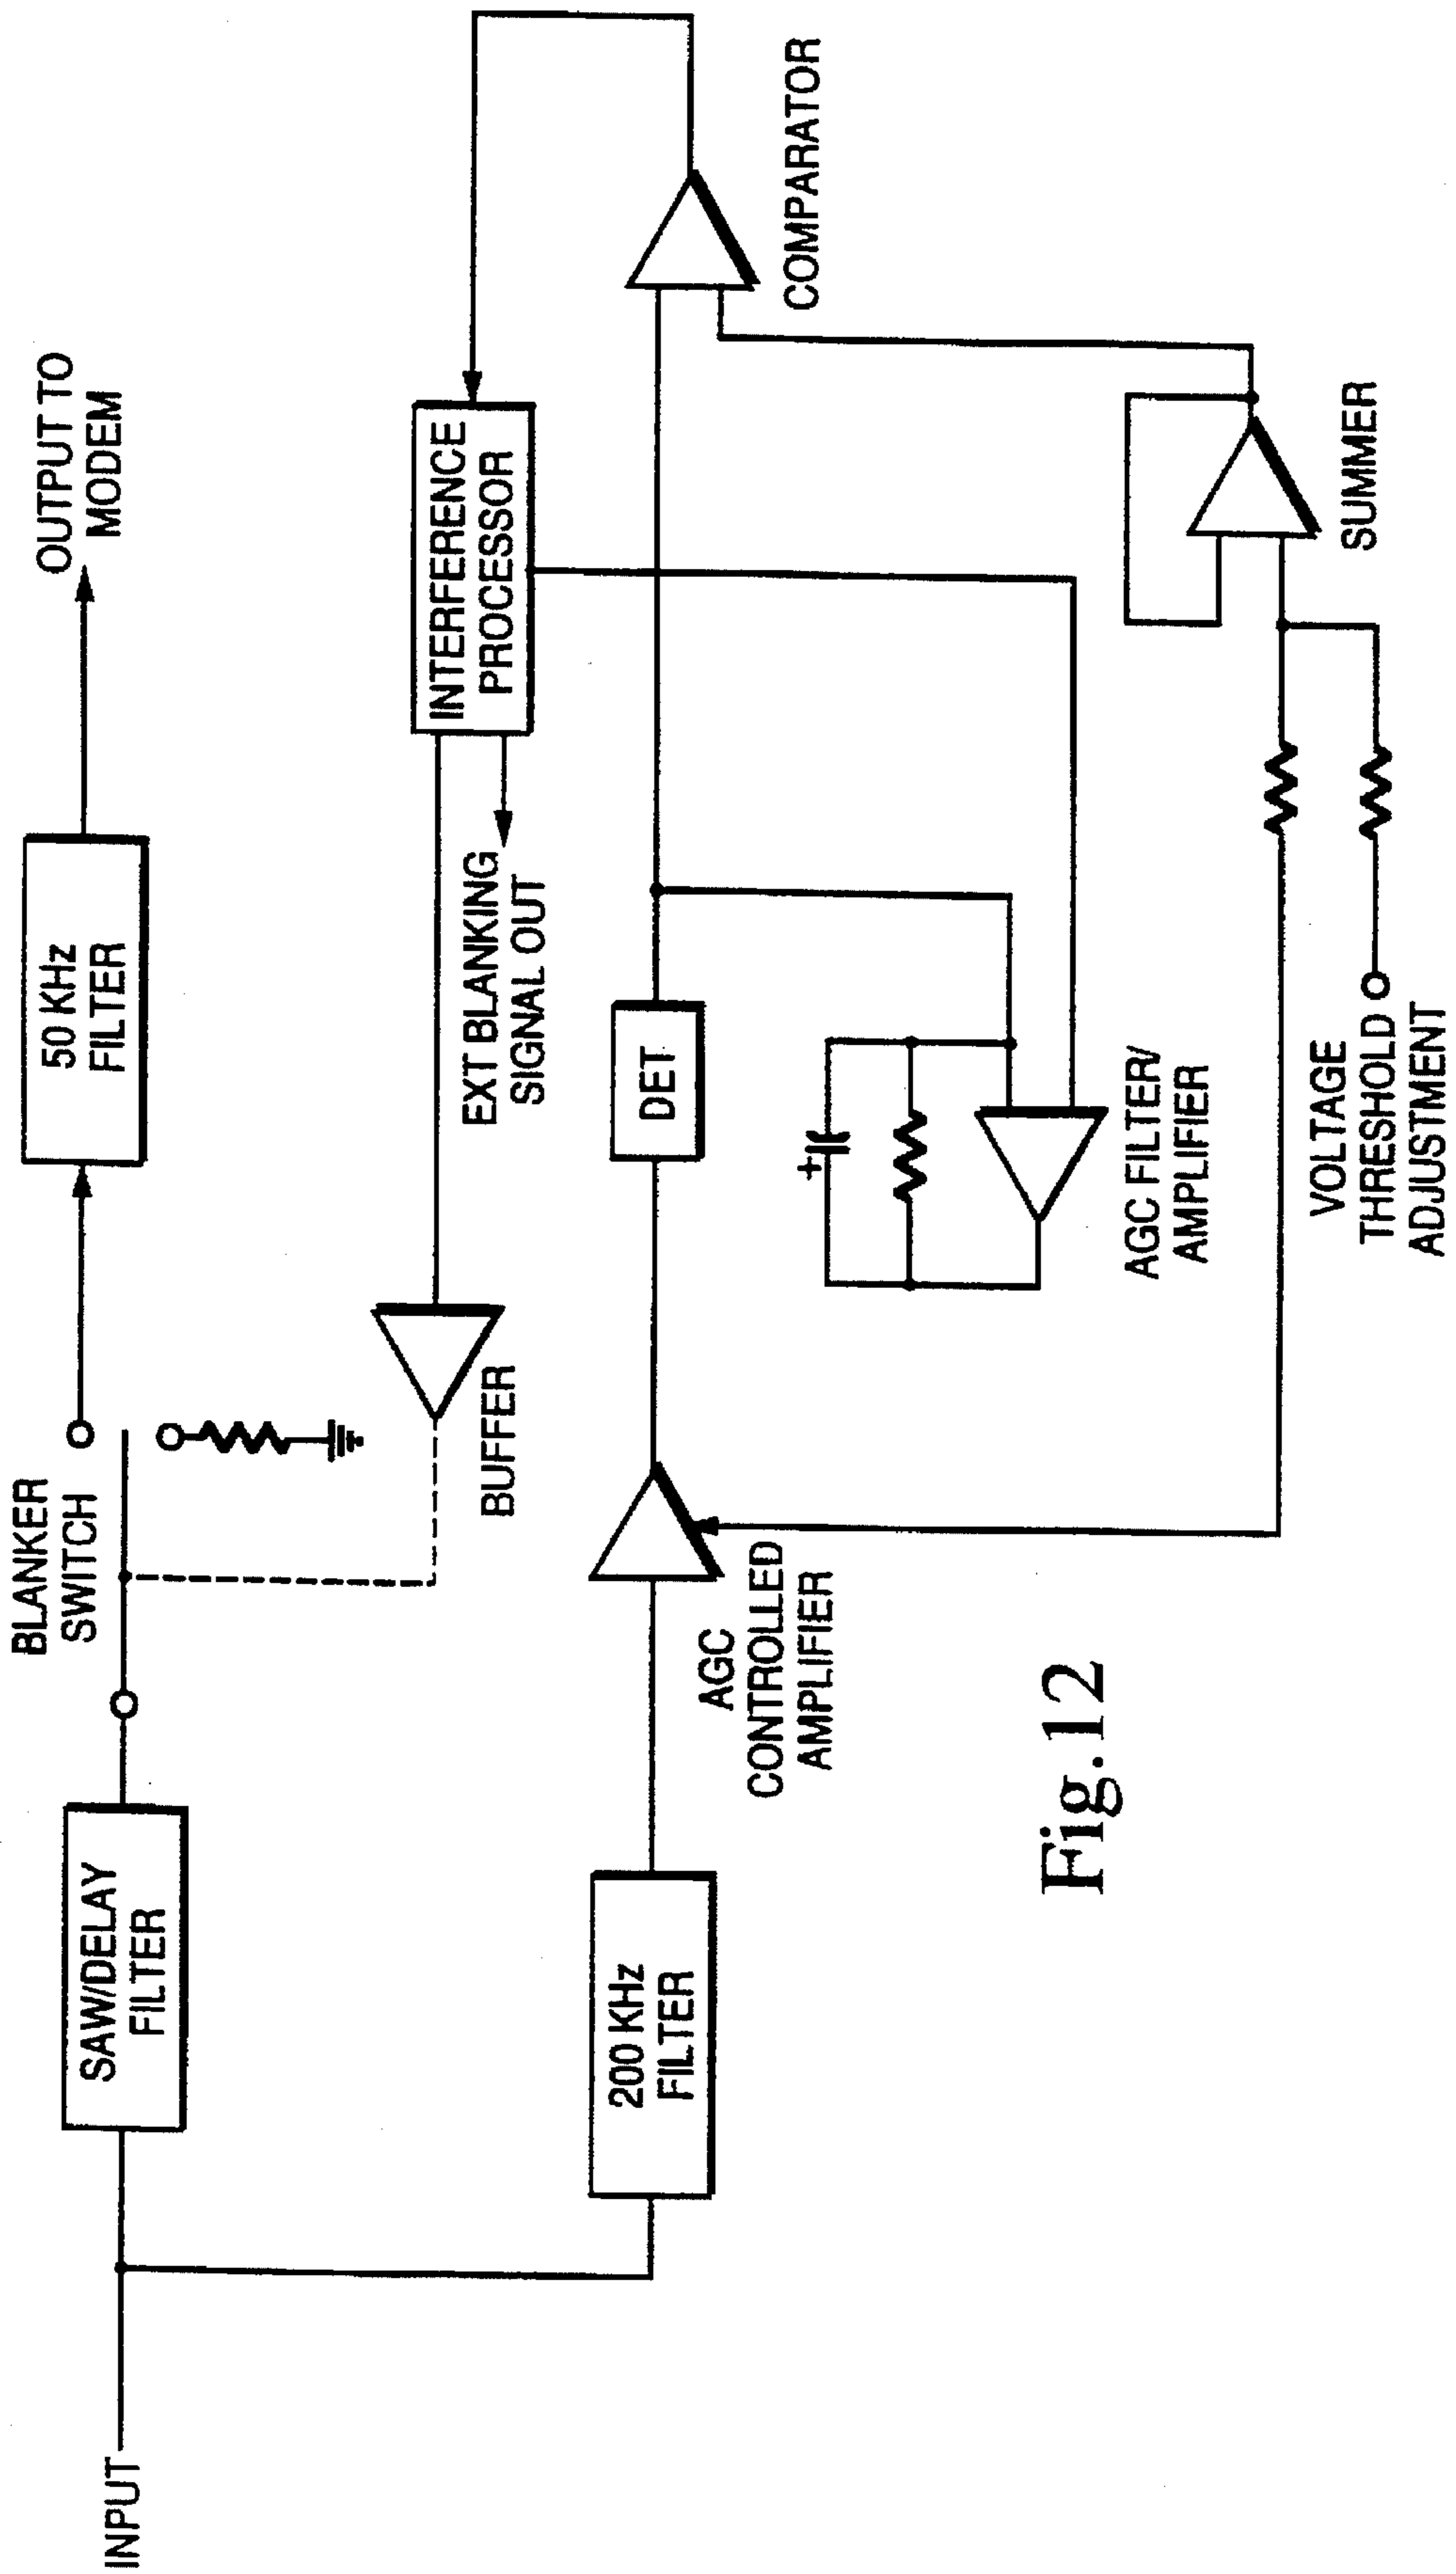 INPUT
SAW/DELAY
FILTER
BLANKER
SWITCH
50 KHz
FILTER
OUTPUT TO
MODEM
BUFFER
EXT BLANKING
SIGNAL OUT
INTERFERENCE
PROCESSOR
200 KHz
FILTER
AGC
CONTROLLED
AMPLIFIER
DET
+
AGC FILTER/
AMPLIFIER
COMPARATOR
SUMMER
VOLTAGE
THRESHOLD
ADJUSTMENT
Fig.12